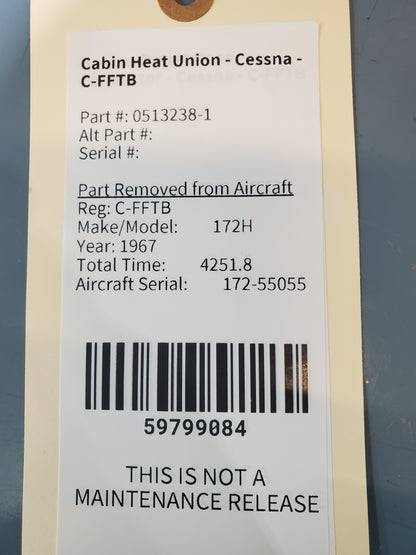 Cabin Heat Union - Cessna -
C-FFTB
Part #: 0513238-1
Alt Part #:
Serial #:
Part Removed from Aircraft
Reg: C-FFTB
Make/Model: 172H
Year: 1967
Total Time: 4251.8
Aircraft Serial: 172-55055
59799084
THIS IS NOT A
MAINTENANCE RELEASE